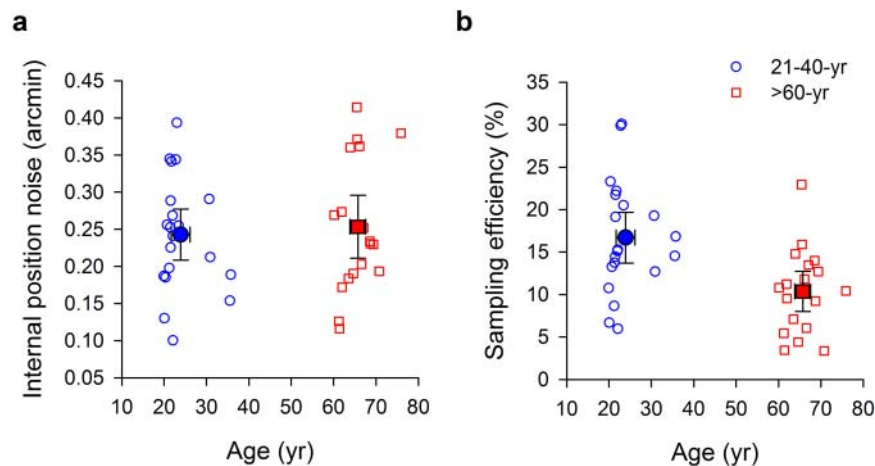 a
Internal position noise (arcmin)
0.45
0.40
0.35
0.30
0.25
0.20
0.15
0.10
0.05
10 20 30 40 50 60 70 80
Age (yr)
b
21-40-yr
>60-yr
Sampling efficiency (%)
35
30
25
20
15
10
5
0
10 20 30 40 50 60 70 80
Age (yr)